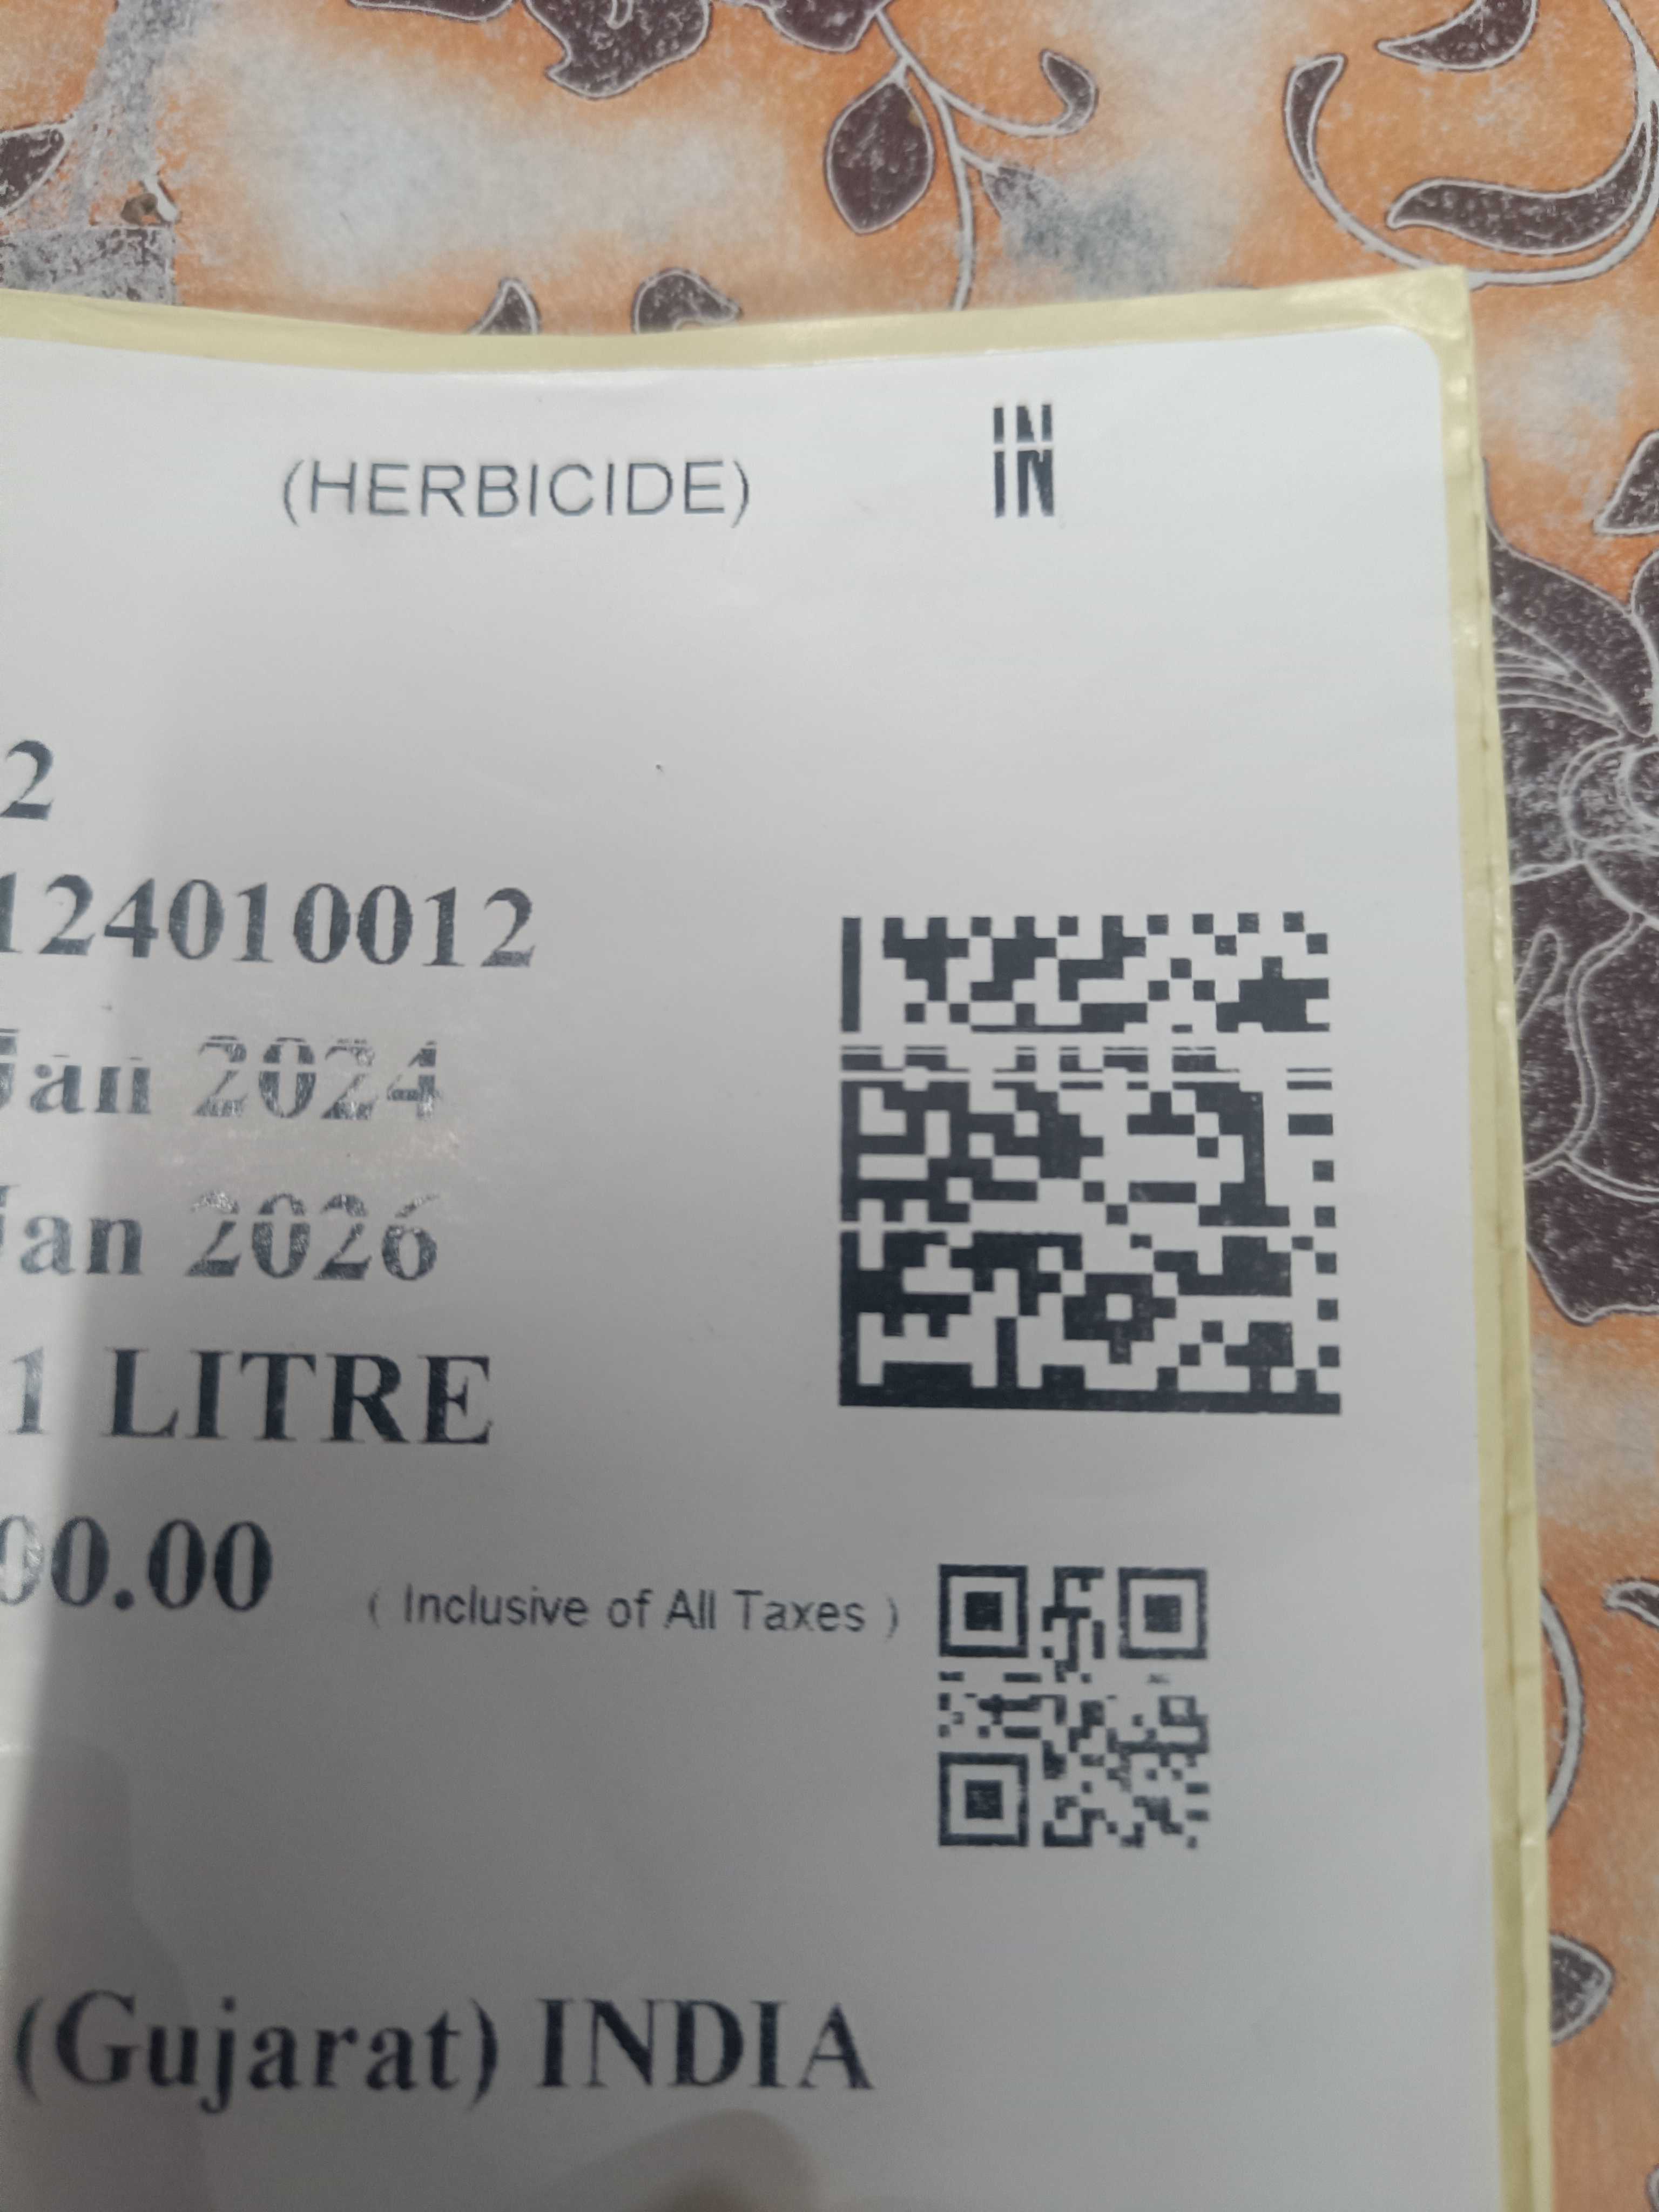 (HERBICIDE) IN
2
124010012
Jan 2024
Jan 2026
1 LITRE
00.00 ( Inclusive of All Taxes )
(Gujarat) INDIA